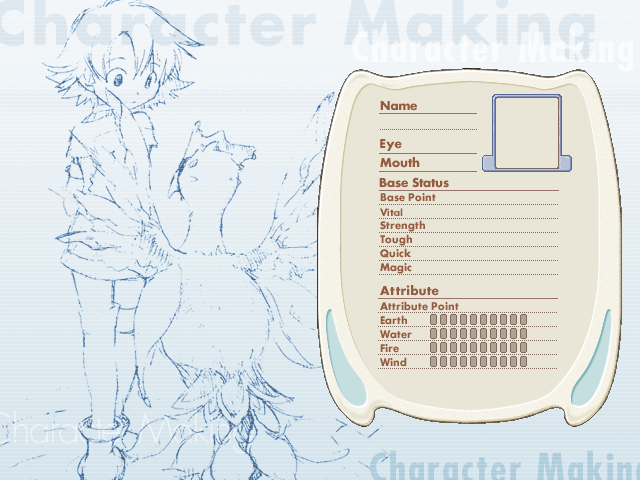 Character Making
Character Making
Name
Eye
Mouth
Base Status
Base Point
Vital
Strength
Tough
Quick
Magic
Attribute
Attribute Point
Earth
Water
Fire
Wind
Character Making
Character Making